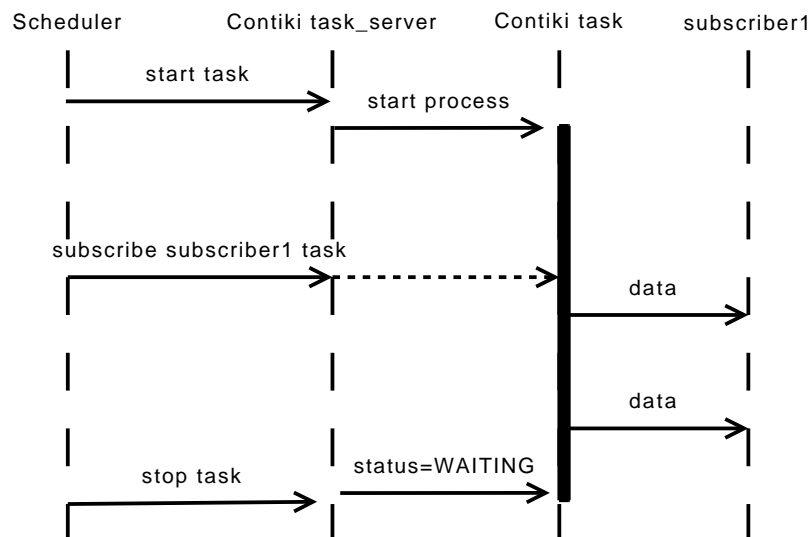 Scheduler
Contiki task_server
Contiki task
subscriber1
start task
start process
subscribe subscriber1 task
data
data
status=WAITING
stop task